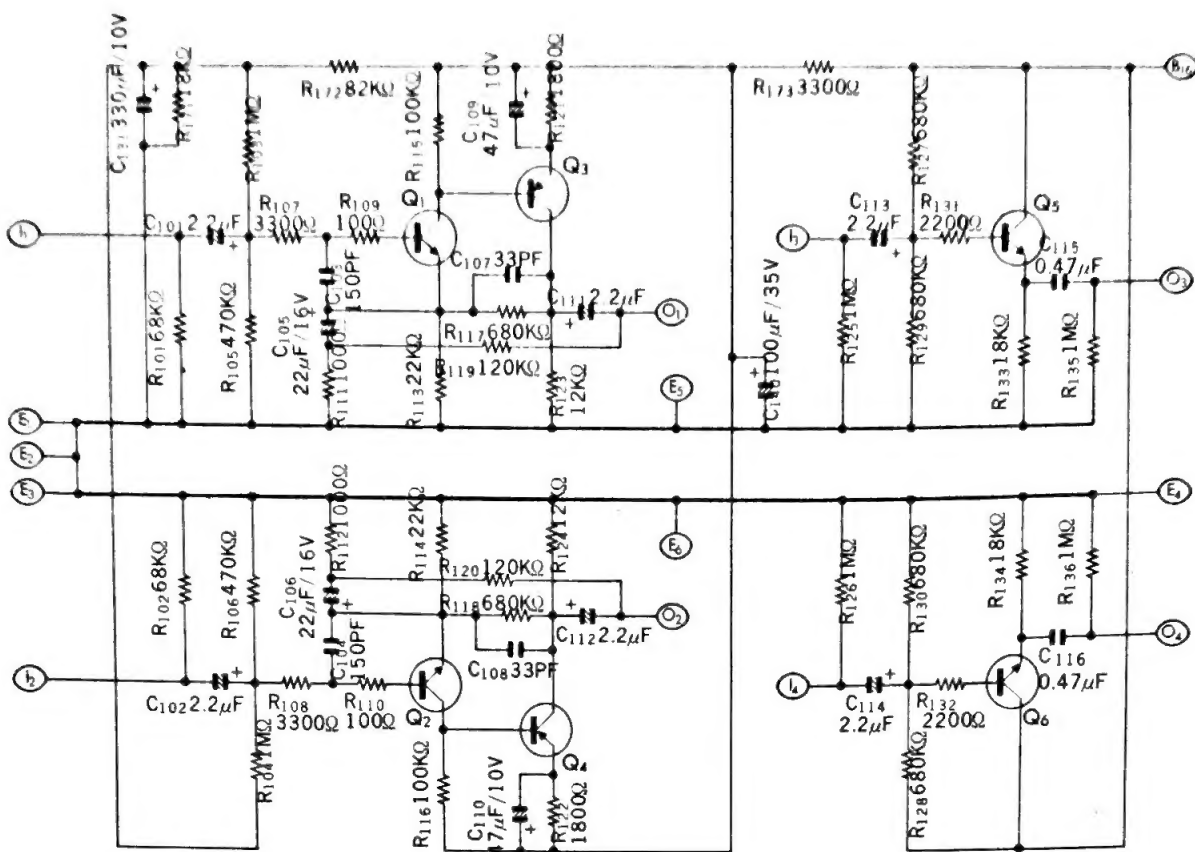 C131 330μF/10V
R171 18KΩ
R103 1MΩ
R172 82KΩ
R115 100KΩ
C109
47μF 10V
R121 1800Ω
R173 3300Ω
R127 680KΩ
Q1
Q3
Q5
I1
C101 2.2μF
R107
3300Ω
R109
100Ω
C103
150PF
C107 33PF
C105
22μF/16V
R101 68KΩ
R105 470KΩ
R111 1000Ω
R113 22KΩ
R117 680KΩ
R119 120KΩ
C111 2.2μF
O1
R123
12KΩ
I3
C113
2.2μF
R131
2200Ω
C115
0.47μF
O3
R125 1MΩ
R129 680KΩ
R133 18KΩ
R135 1MΩ
100μF/35V
E5
E2
E3
E4
E6
R102 68KΩ
R106 470KΩ
R112 1000Ω
R114 22KΩ
R124 12KΩ
R120 120KΩ
R118 680KΩ
C106
22μF/16V
C104
150PF
C108 33PF
C112 2.2μF
O2
I2
C102 2.2μF
R108
3300Ω
R110
100Ω
Q2
Q4
R104 1MΩ
R116 100KΩ
C110
47μF/10V
R122
1800Ω
R126 1MΩ
R130 680KΩ
R134 18KΩ
R136 1MΩ
I4
C114
2.2μF
R132
2200Ω
C116
0.47μF
O4
Q6
R128 680KΩ